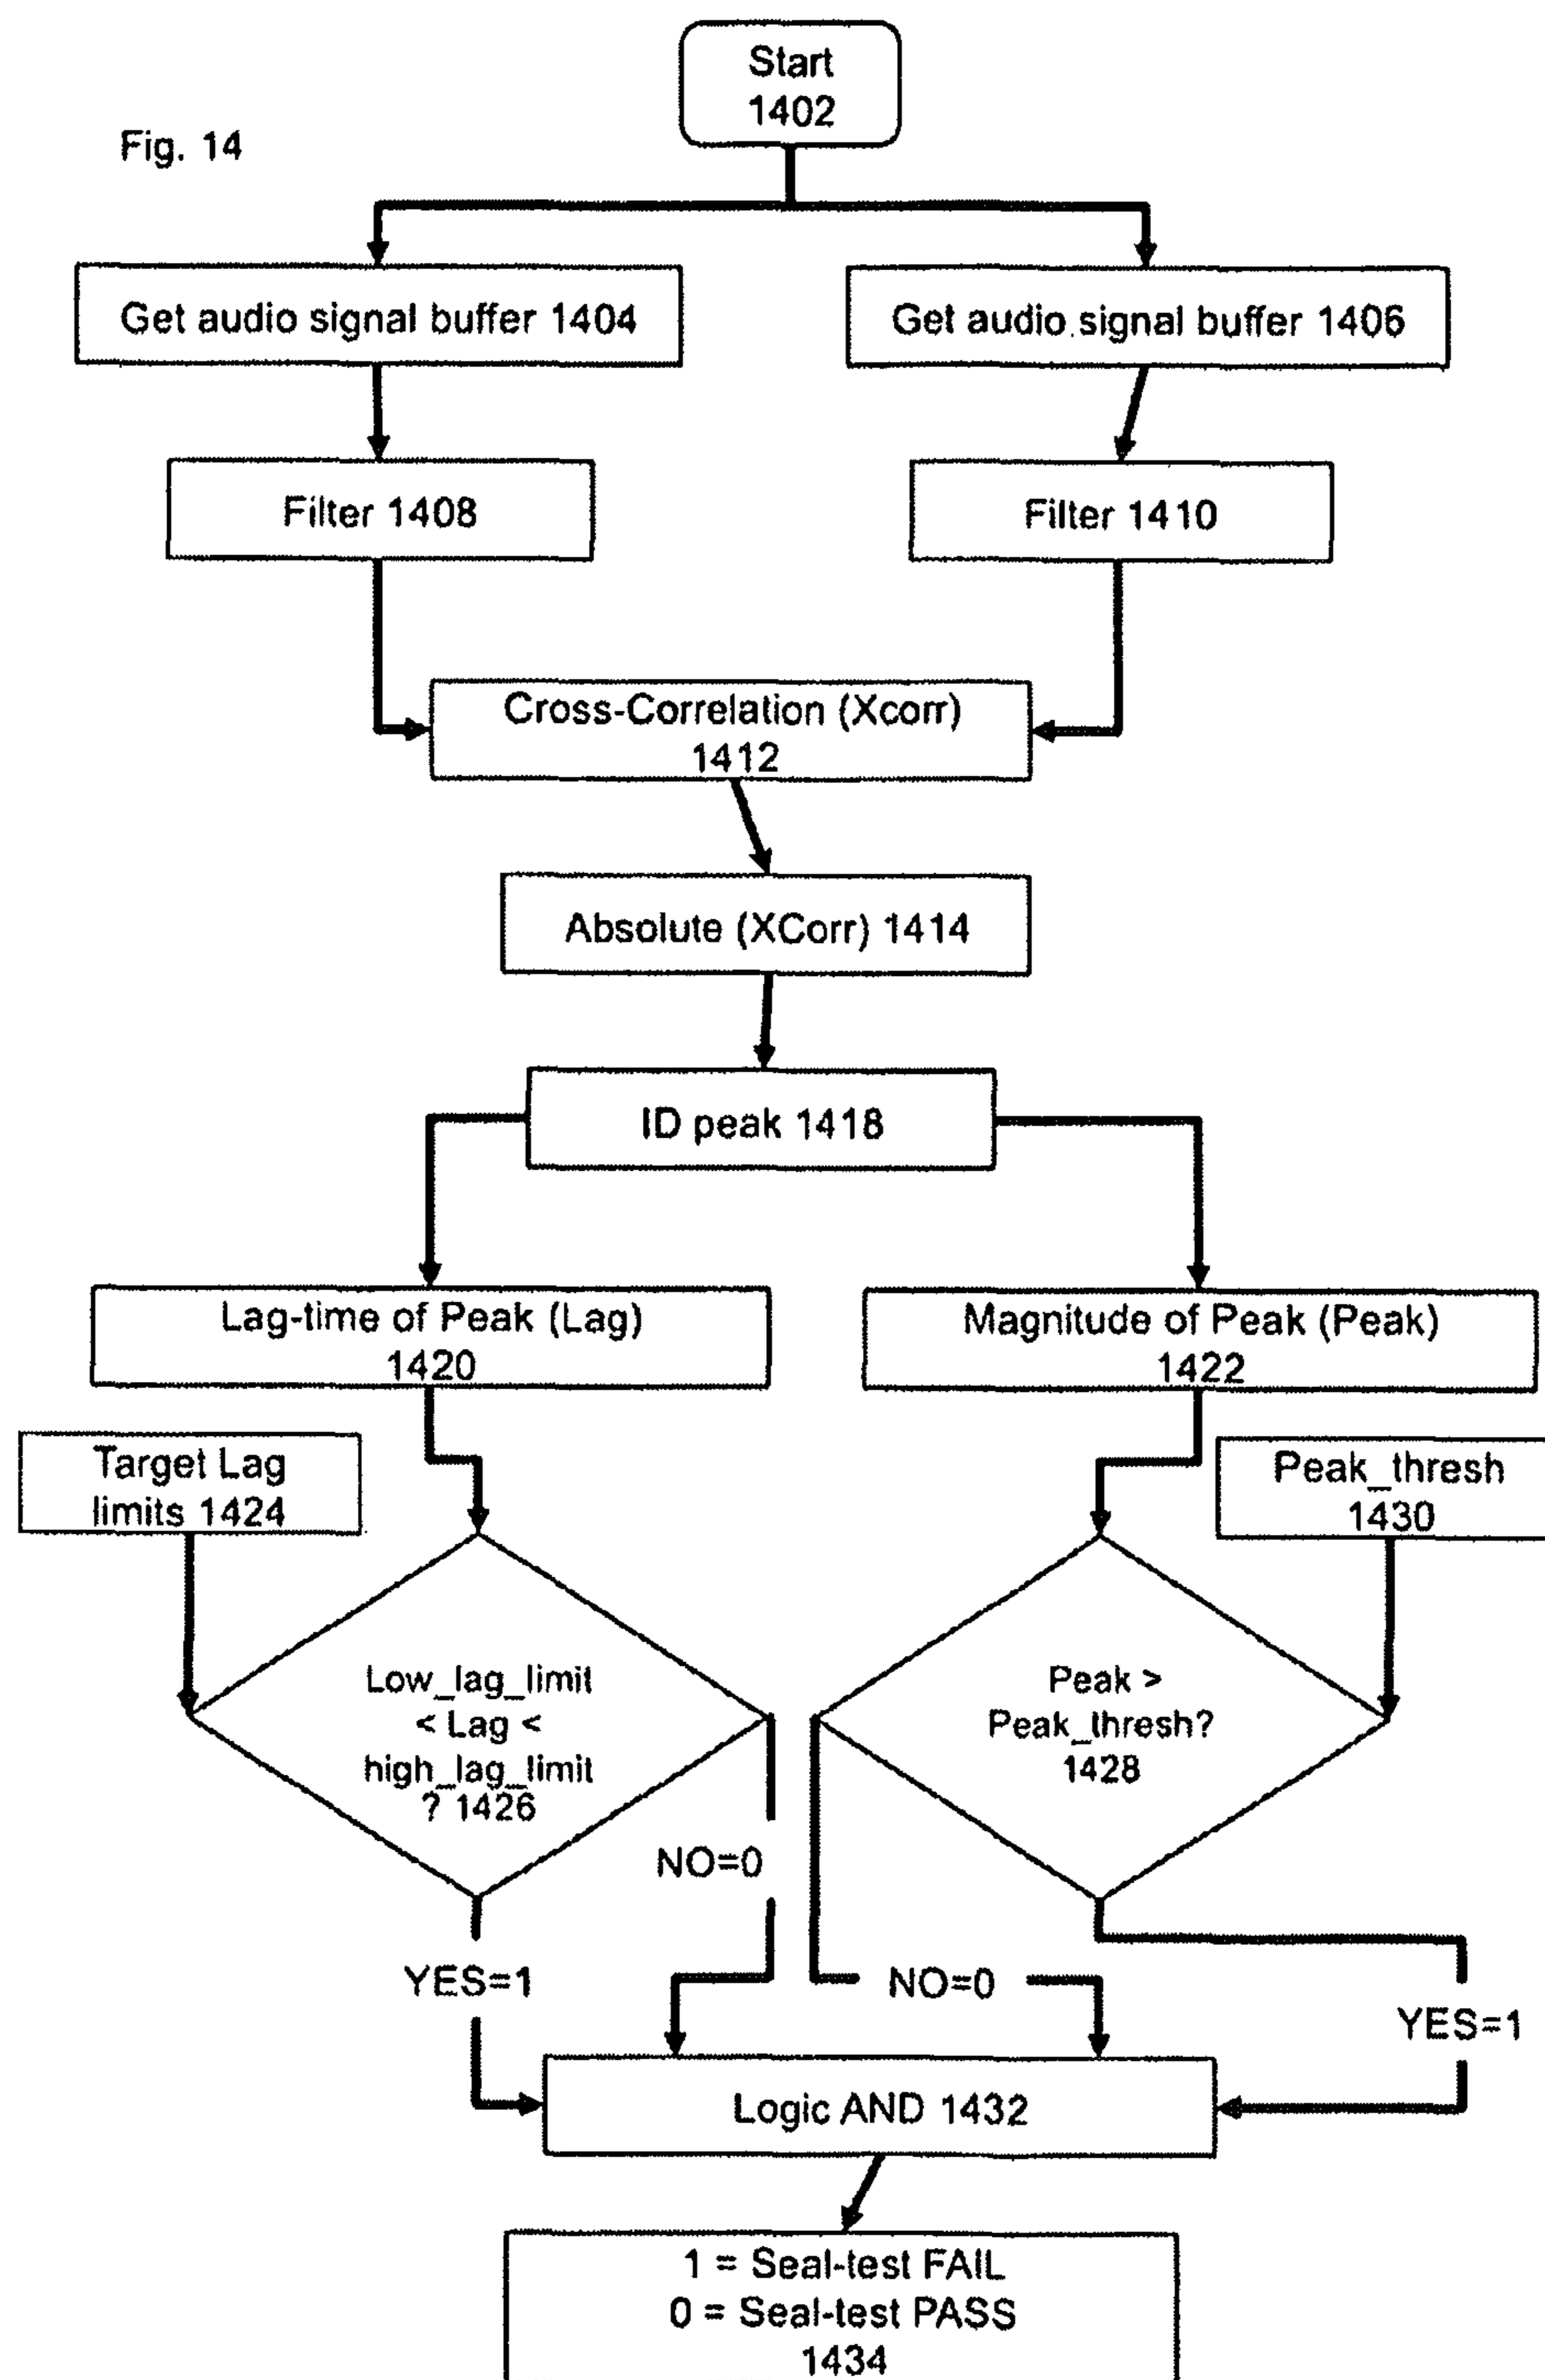 Start
1402
Fig. 14
Get audio signal buffer 1404
Get audio signal buffer 1406
Filter 1408
Filter 1410
Cross-Correlation (Xcorr)
1412
Absolute (XCorr) 1414
ID peak 1418
Lag-time of Peak (Lag)
1420
Magnitude of Peak (Peak)
1422
Target Lag
limits 1424
Peak_thresh
1430
Low_lag_limit
< Lag <
high_lag_limit
? 1426
Peak >
Peak_thresh?
1428
NO=0
YES=1
NO=0
YES=1
Logic AND 1432
1 = Seal-test FAIL
0 = Seal-test PASS
1434